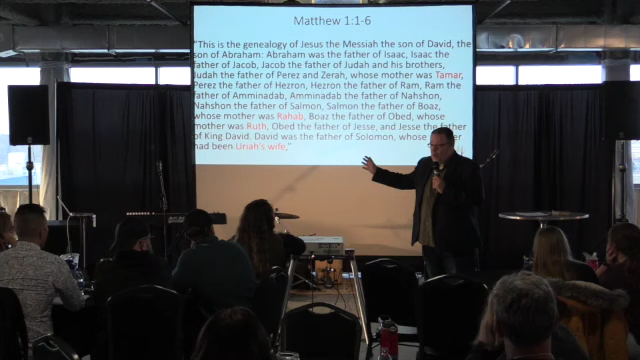 Matthew 1:1-6
"This is the genealogy of Jesus the Messiah the son of David, the
son of Abraham: Abraham was the father of Isaac, Isaac the
father of Jacob, Jacob the father of Judah and his brothers,
Judah the father of Perez and Zerah, whose mother was Tamar,
Perez the father of Hezron, Hezron the father of Ram, Ram the
father of Amminadab, Amminadab the father of Nahshon,
Nahshon the father of Salmon, Salmon the father of Boaz,
whose mother was Rahab, Boaz the father of Obed, whose
mother was Ruth, Obed the father of Jesse, and Jesse the father
of King David. David was the father of Solomon, whose
had been Uriah's wife,"